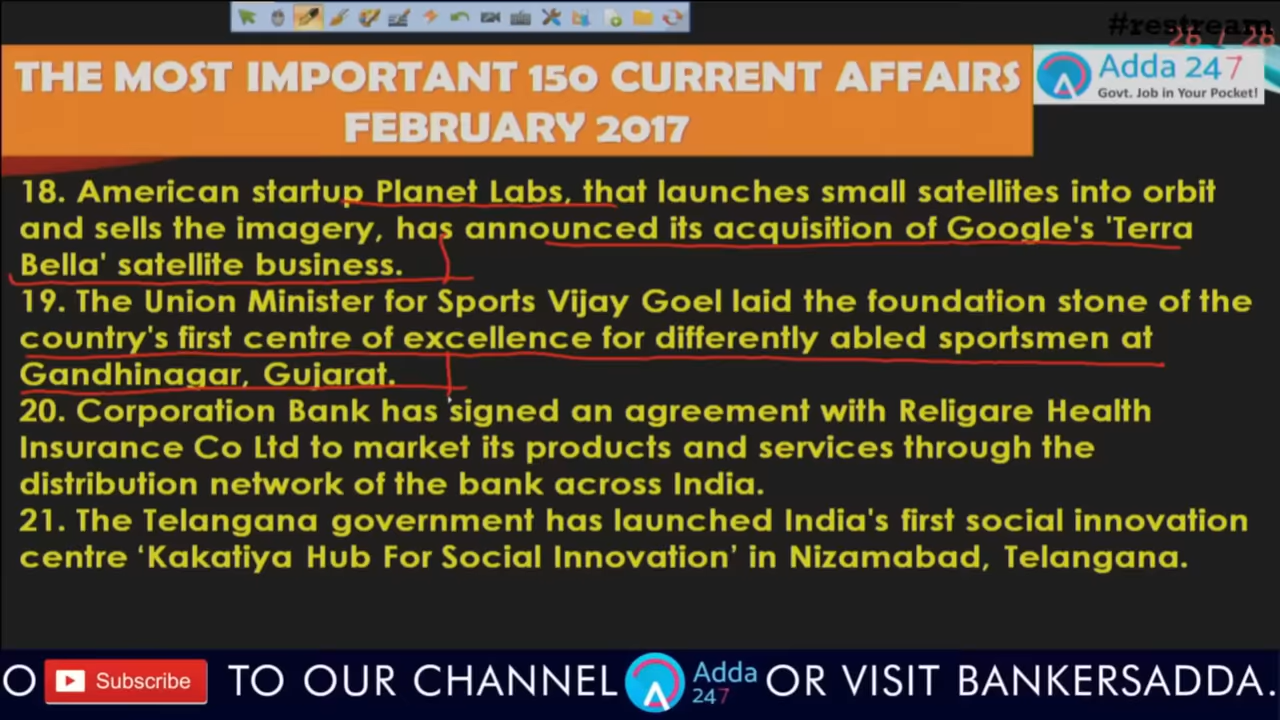 #restream
26 / 28
THE MOST IMPORTANT 150 CURRENT AFFAIRS
FEBRUARY 2017
Adda 247
Govt. Job in Your Pocket!
18. American startup Planet Labs, that launches small satellites into orbit
and sells the imagery, has announced its acquisition of Google's 'Terra
Bella' satellite business.
19. The Union Minister for Sports Vijay Goel laid the foundation stone of the
country's first centre of excellence for differently abled sportsmen at
Gandhinagar, Gujarat.
20. Corporation Bank has signed an agreement with Religare Health
Insurance Co Ltd to market its products and services through the
distribution network of the bank across India.
21. The Telangana government has launched India's first social innovation
centre ‘Kakatiya Hub For Social Innovation’ in Nizamabad, Telangana.
O Subscribe TO OUR CHANNEL Adda 247 OR VISIT BANKERSADDA.